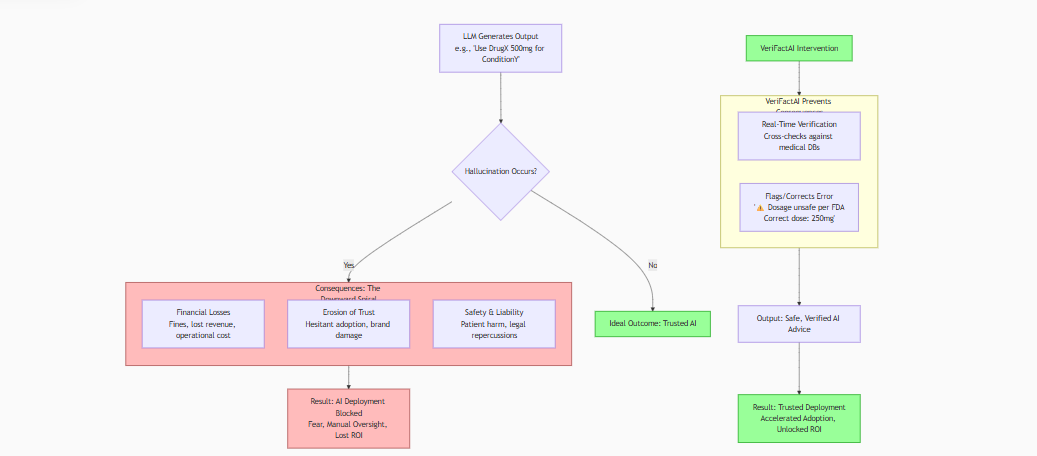 LLM Generates Output
e.g., 'Use DrugX 500mg for
ConditionY'
Hallucination Occurs?
Yes
No
Consequences: The
Downward Spiral
Financial Losses
Fines, lost revenue,
operational cost
Erosion of Trust
Hesitant adoption, brand
damage
Safety & Liability
Patient harm, legal
repercussions
Result: AI Deployment
Blocked
Fear, Manual Oversight,
Lost ROI
Ideal Outcome: Trusted AI
VeriFactAI Intervention
VeriFactAI Prevents
Real-Time Verification
Cross-checks against
medical DBs
Flags/Corrects Error
'⚠ Dosage unsafe per FDA
Correct dose: 250mg'
Output: Safe, Verified AI
Advice
Result: Trusted Deployment
Accelerated Adoption,
Unlocked ROI